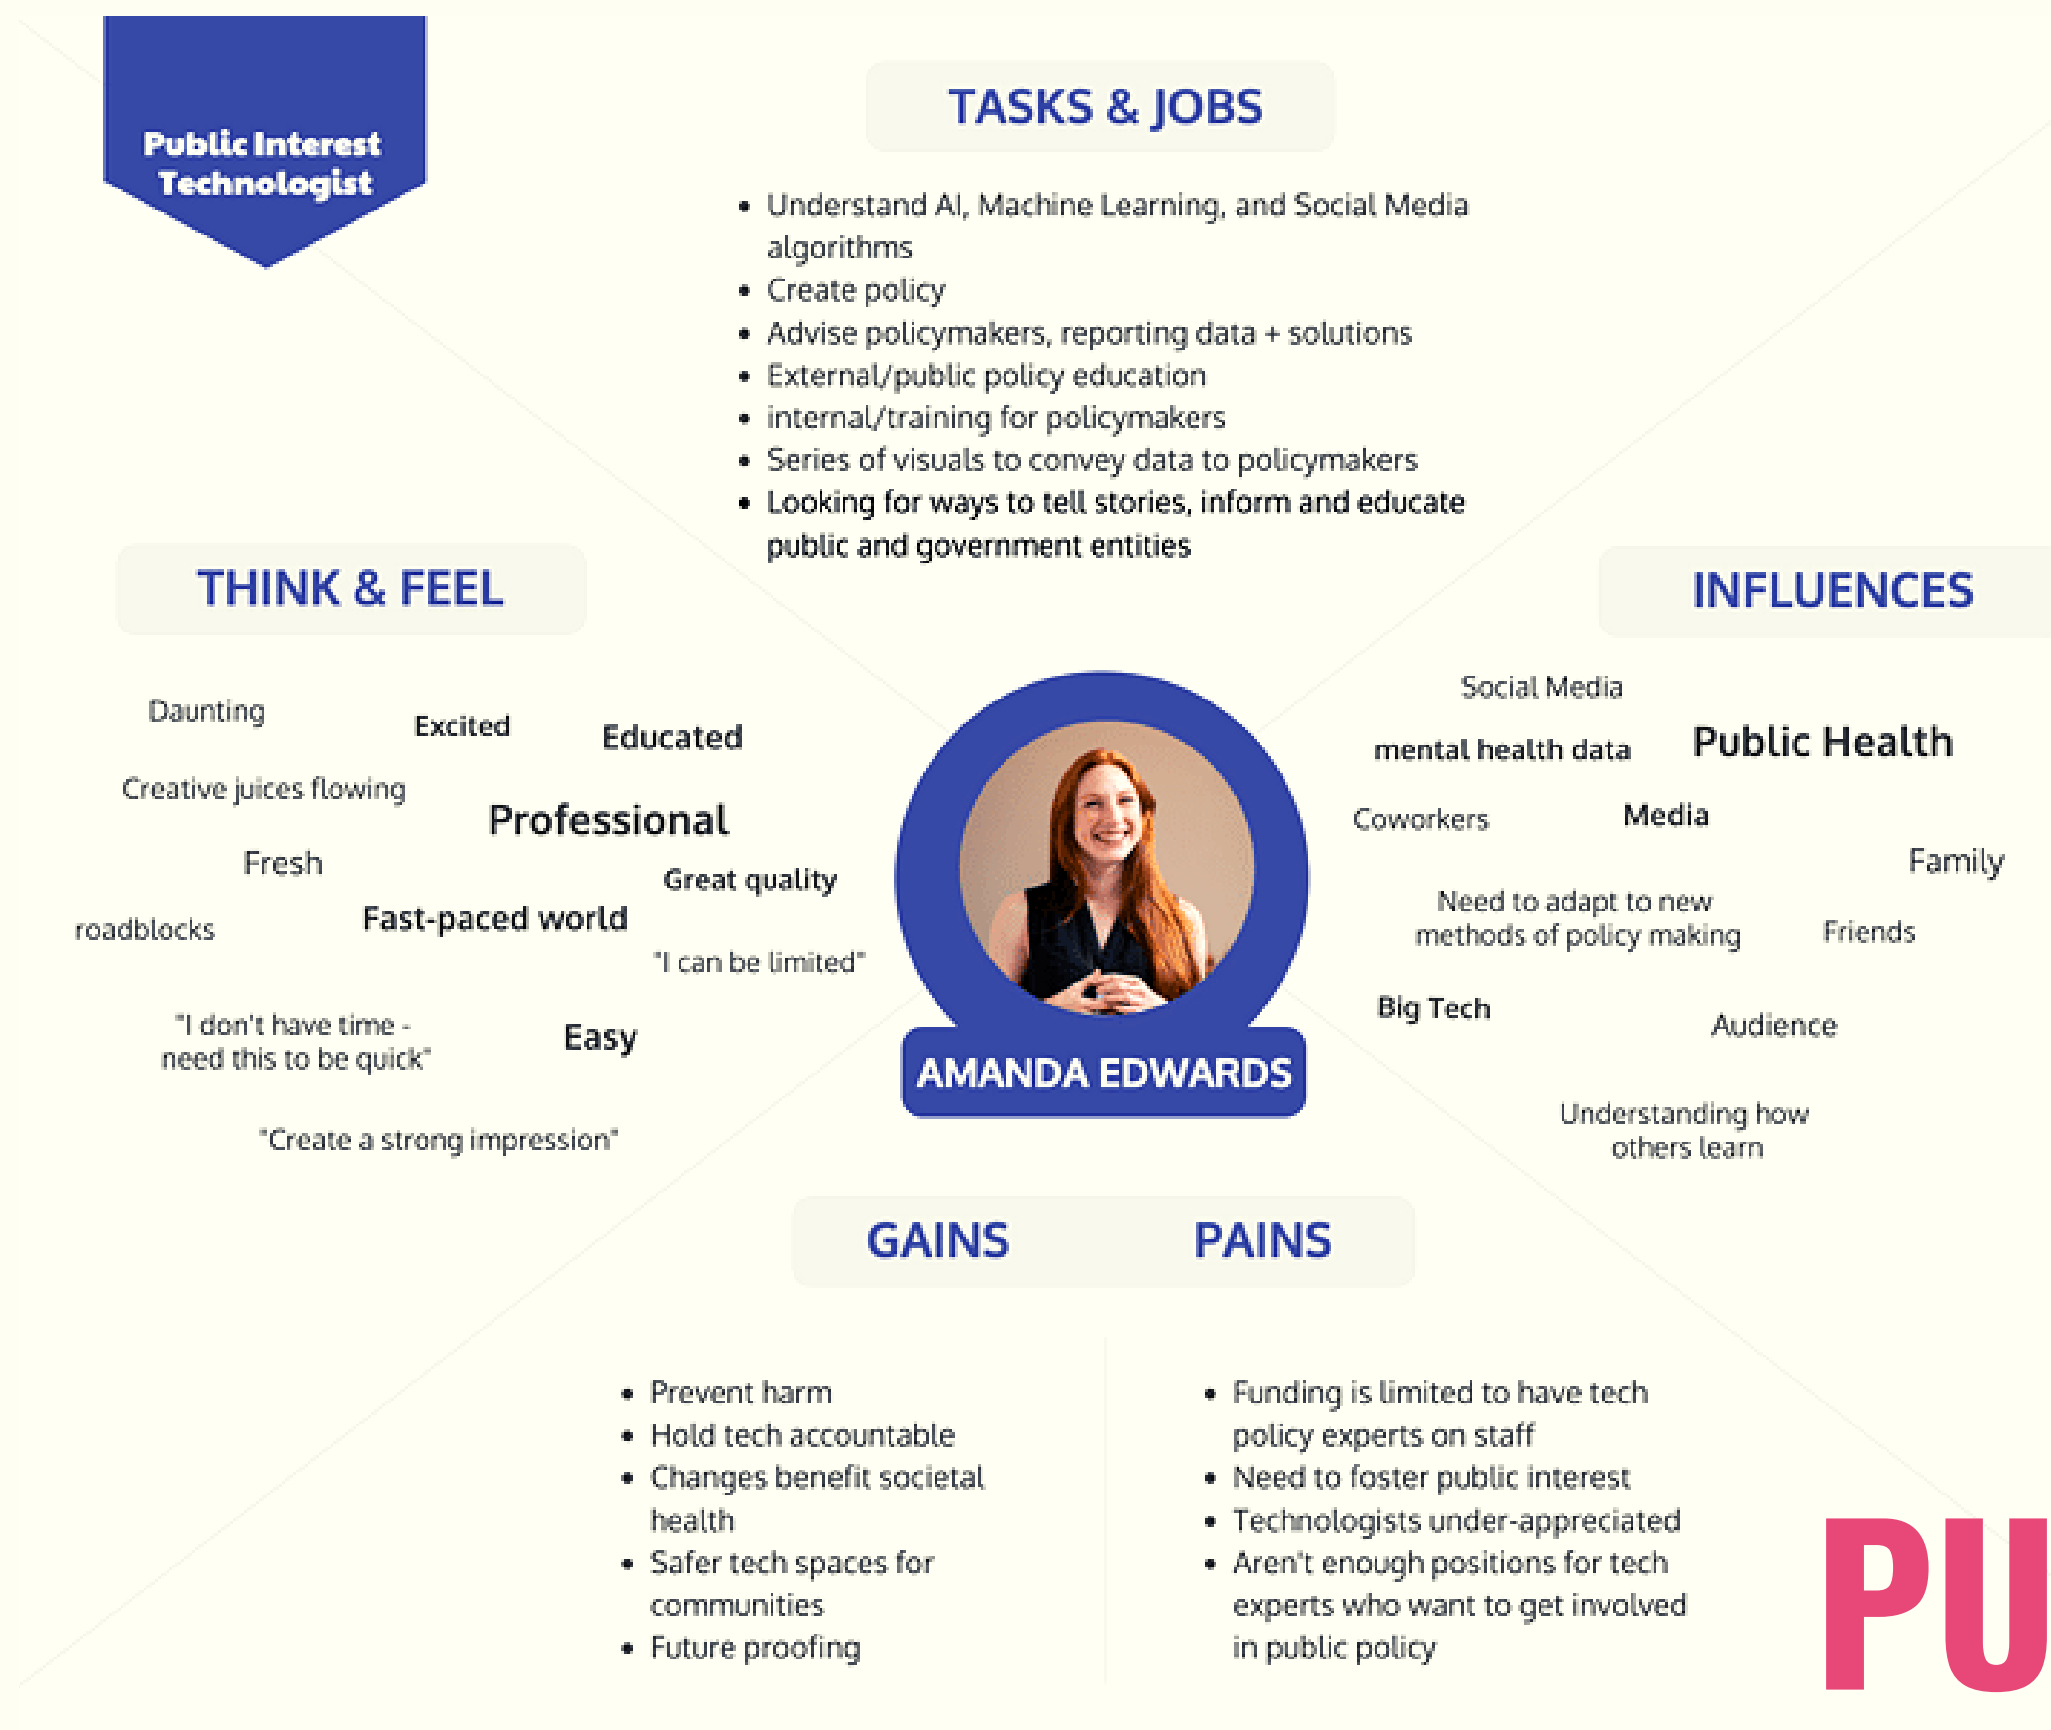 Public Interest
Technologist
TASKS & JOBS
Understand AI, Machine Learning, and Social Media
algorithms
Create policy
Advise policymakers, reporting data + solutions
External/public policy education
internal/training for policymakers
Series of visuals to convey data to policymakers
Looking for ways to tell stories, inform and educate
public and government entities
THINK & FEEL
Daunting
Excited
Educated
Creative juices flowing
Professional
Fresh
Great quality
roadblocks
Fast-paced world
"I can be limited"
"I don't have time -
need this to be quick"
Easy
"Create a strong impression"
AMANDA EDWARDS
INFLUENCES
Social Media
mental health data
Public Health
Coworkers
Media
Family
Need to adapt to new
methods of policy making
Friends
Big Tech
Audience
Understanding how
others learn
GAINS
Prevent harm
Hold tech accountable
Changes benefit societal
health
Safer tech spaces for
communities
Future proofing
PAINS
Funding is limited to have tech
policy experts on staff
Need to foster public interest
Technologists under-appreciated
Aren't enough positions for tech
experts who want to get involved
in public policy
PU